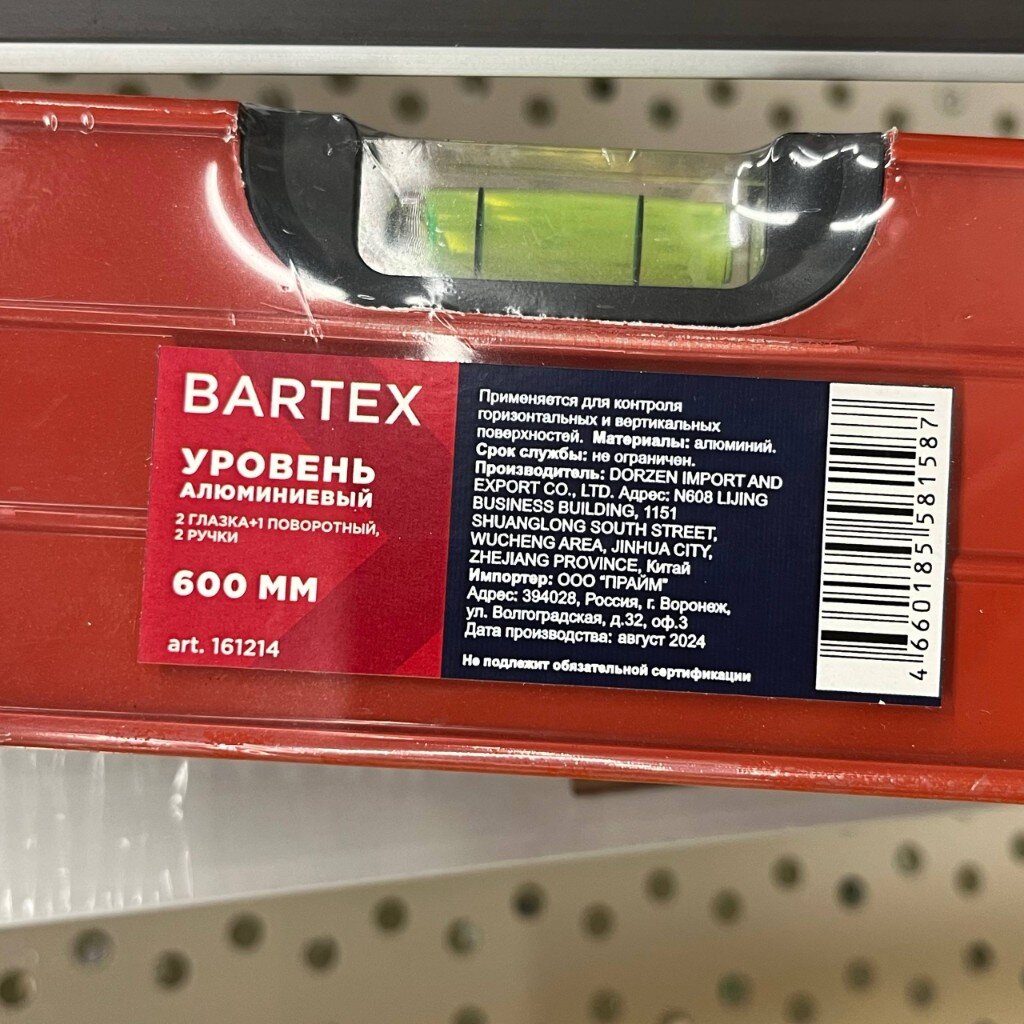 BARTEX
УРОВЕНЬ
АЛЮМИНИЕВЫЙ
2 ГЛАЗКА+1 ПОВОРОТНЫЙ,
2 РУЧКИ
600 ММ
art. 161214
Применяется для контроля
горизонтальных и вертикальных
поверхностей. Материалы: алюминий.
Срок службы: не ограничен.
Производитель: DORZEN IMPORT AND
EXPORT CO., LTD. Адрес: N608 LIJING
BUSINESS BUILDING, 1151
SHUANGLONG SOUTH STREET,
WUCHENG AREA, JINHUA CITY,
ZHEJIANG PROVINCE, Китай
Импортер: ООО "ПРАЙМ"
Адрес: 394028, Россия, г. Воронеж,
ул. Волгоградская, д.32, оф.3
Дата производства: август 2024
Не подлежит обязательной сертификации
4 660185 581587